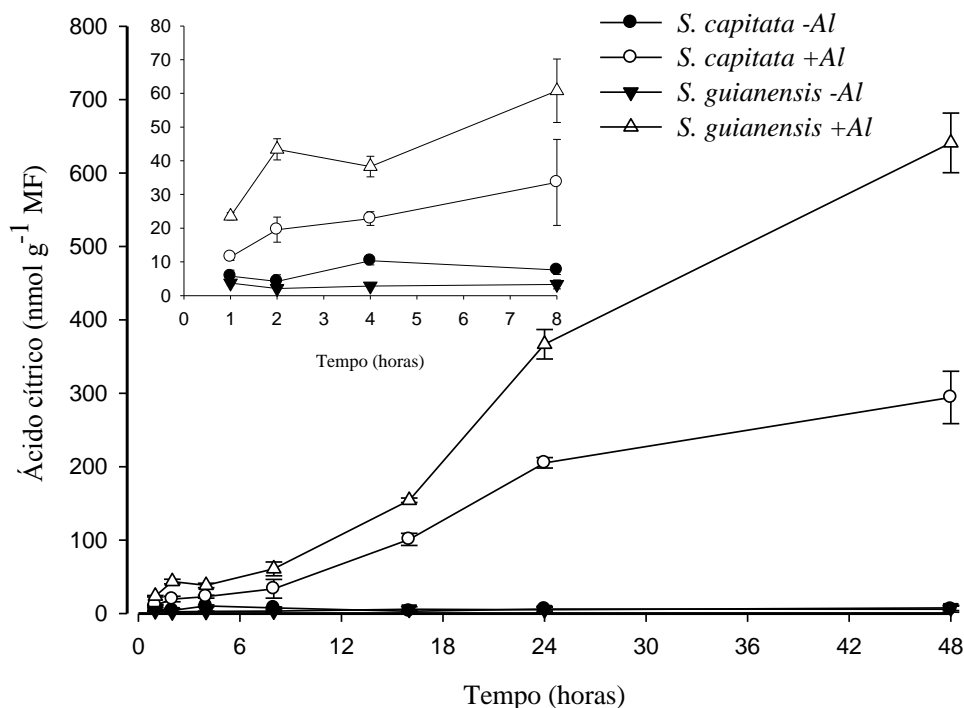 Ácido cítrico (nmol g-1 MF)
800
700
600
500
400
300
200
100
0
0 6 12 18 24 30 36 42 48
Tempo (horas)
80
70
60
50
40
30
20
10
0
0 1 2 3 4 5 6 7 8
Tempo (horas)
S. capitata -Al
S. capitata +Al
S. guianensis -Al
S. guianensis +Al